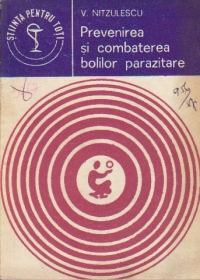 ȘTIINȚA PENTRU TOȚI
V. NITZULESCU
Prevenirea
și combaterea
bolilor parazitare